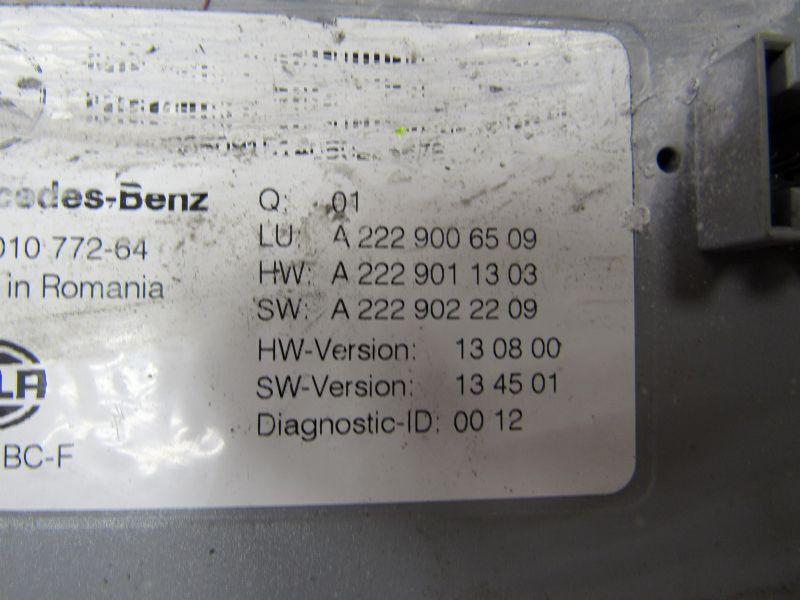 cedes-Benz
010 772-64
in Romania
LA
BC-F
Q: 01
LU: A 222 900 65 09
HW: A 222 901 13 03
SW: A 222 902 22 09
HW-Version: 13 08 00
SW-Version: 13 45 01
Diagnostic-ID: 00 12